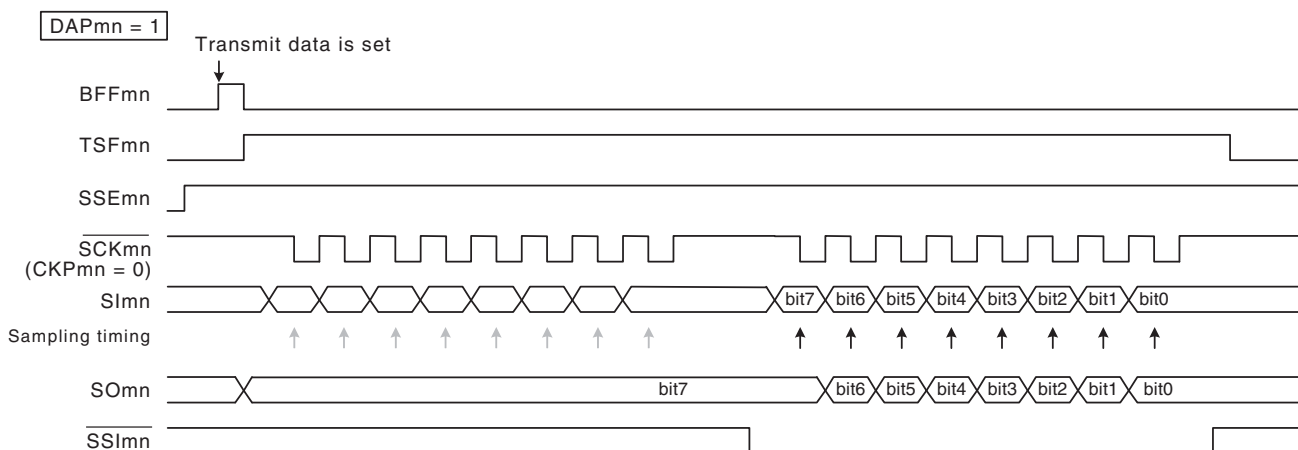 DAPmn = 1
Transmit data is set
BFFmn
TSFmn
SSEmn
SCKmn
(CKPmn = 0)
SImn bit7 bit6 bit5 bit4 bit3 bit2 bit1 bit0
Sampling timing
SOmn bit7 bit6 bit5 bit4 bit3 bit2 bit1 bit0
SSImn